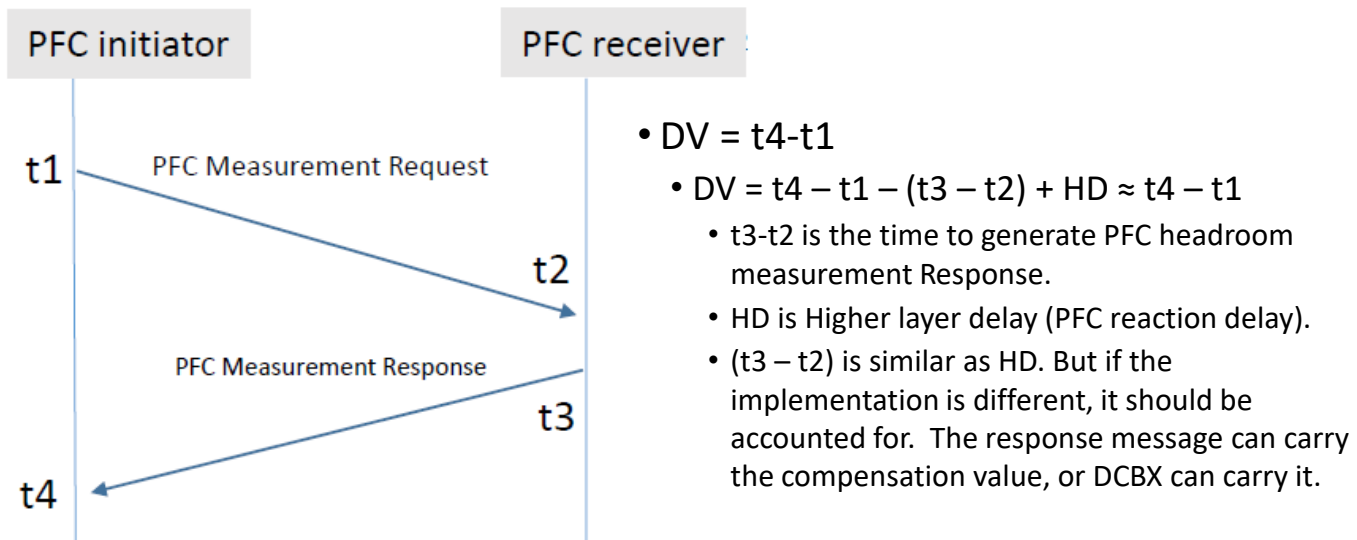 PFC initiator
PFC receiver
t1
PFC Measurement Request
t2
PFC Measurement Response
t3
t4
• DV = t4-t1
• DV = t4 – t1 – (t3 – t2) + HD ≈ t4 – t1
• t3-t2 is the time to generate PFC headroom
measurement Response.
• HD is Higher layer delay (PFC reaction delay).
• (t3 – t2) is similar as HD. But if the
implementation is different, it should be
accounted for.  The response message can carry
the compensation value, or DCBX can carry it.